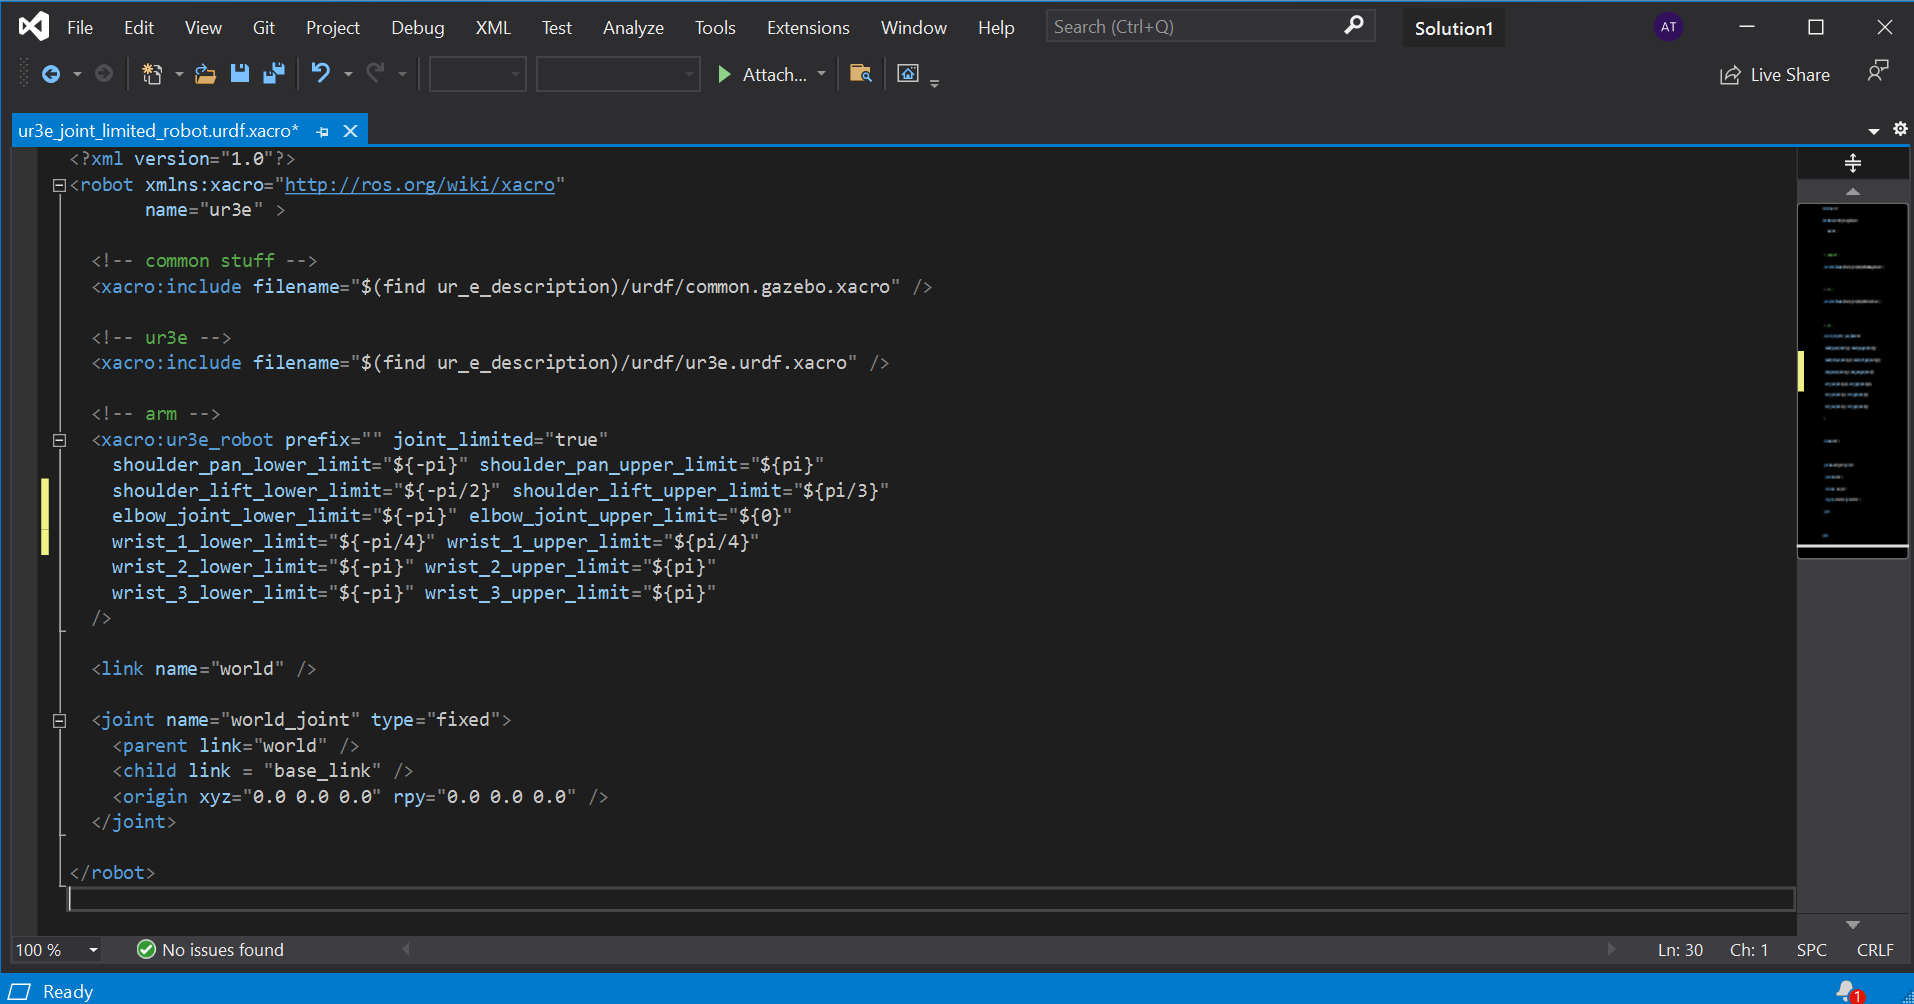 File Edit View Git Project Debug XML Test Analyze Tools Extensions Window Help Search (Ctrl+Q) Solution1 AT
Attach... Live Share
ur3e_joint_limited_robot.urdf.xacro*
<?xml version="1.0"?>
<robot xmlns:xacro="http://ros.org/wiki/xacro"
name="ur3e" >
<!-- common stuff -->
<xacro:include filename="$(find ur_e_description)/urdf/common.gazebo.xacro" />
<!-- ur3e -->
<xacro:include filename="$(find ur_e_description)/urdf/ur3e.urdf.xacro" />
<!-- arm -->
<xacro:ur3e_robot prefix="" joint_limited="true"
shoulder_pan_lower_limit="${-pi}" shoulder_pan_upper_limit="${pi}"
shoulder_lift_lower_limit="${-pi/2}" shoulder_lift_upper_limit="${pi/3}"
elbow_joint_lower_limit="${-pi}" elbow_joint_upper_limit="${0}"
wrist_1_lower_limit="${-pi/4}" wrist_1_upper_limit="${pi/4}"
wrist_2_lower_limit="${-pi}" wrist_2_upper_limit="${pi}"
wrist_3_lower_limit="${-pi}" wrist_3_upper_limit="${pi}"
/>
<link name="world" />
<joint name="world_joint" type="fixed">
<parent link="world" />
<child link = "base_link" />
<origin xyz="0.0 0.0 0.0" rpy="0.0 0.0 0.0" />
</joint>
</robot>
100 % No issues found Ln: 30 Ch: 1 SPC CRLF
Ready 1